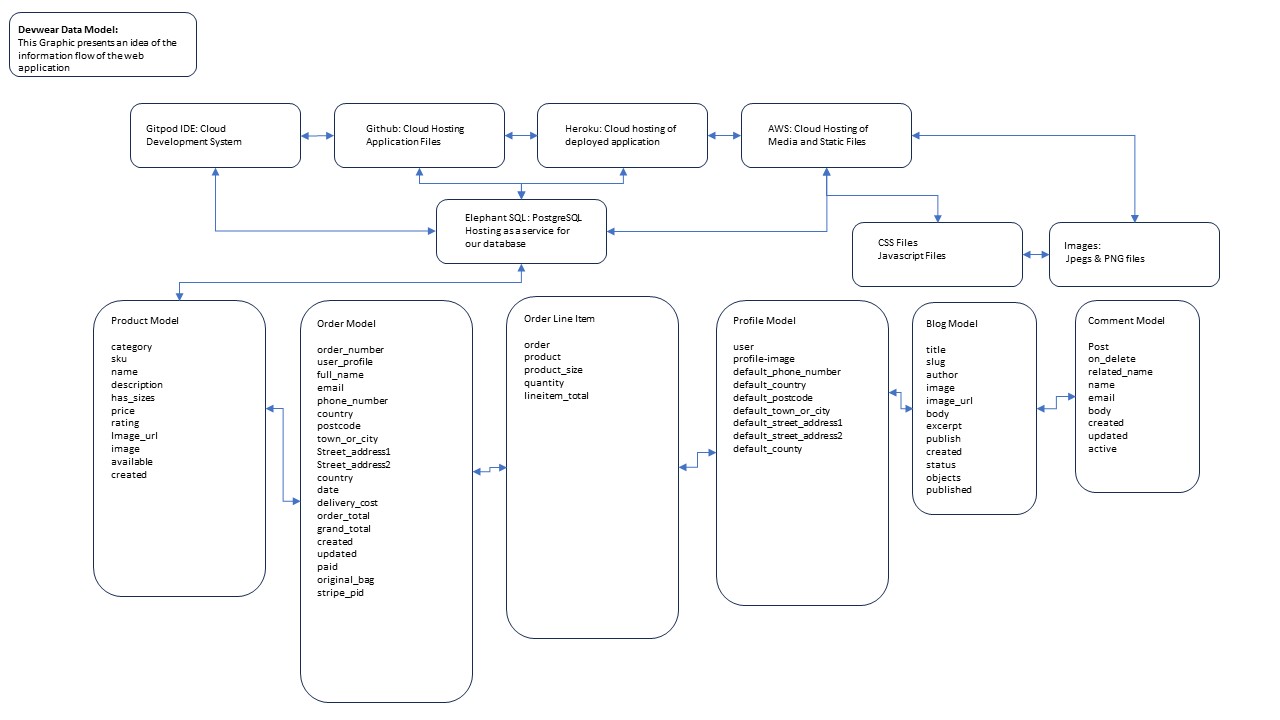 Devwear Data Model:
This Graphic presents an idea of the
information flow of the web
application
Gitpod IDE: Cloud
Development System
Github: Cloud Hosting
Application Files
Heroku: Cloud hosting of
deployed application
AWS: Cloud Hosting of
Media and Static Files
Elephant SQL: PostgreSQL
Hosting as a service for
our database
CSS Files
Javascript Files
Images:
Jpegs & PNG files
Product Model
category
sku
name
description
has_sizes
price
rating
Image_url
image
available
created
Order Model
order_number
user_profile
full_name
email
phone_number
country
postcode
town_or_city
Street_address1
Street_address2
country
date
delivery_cost
order_total
grand_total
created
updated
paid
original_bag
stripe_pid
Order Line Item
order
product
product_size
quantity
lineitem_total
Profile Model
user
profile-image
default_phone_number
default_country
default_postcode
default_town_or_city
default_street_address1
default_street_address2
default_county
Blog Model
title
slug
author
image
image_url
body
excerpt
publish
created
status
objects
published
Comment Model
Post
on_delete
related_name
name
email
body
created
updated
active